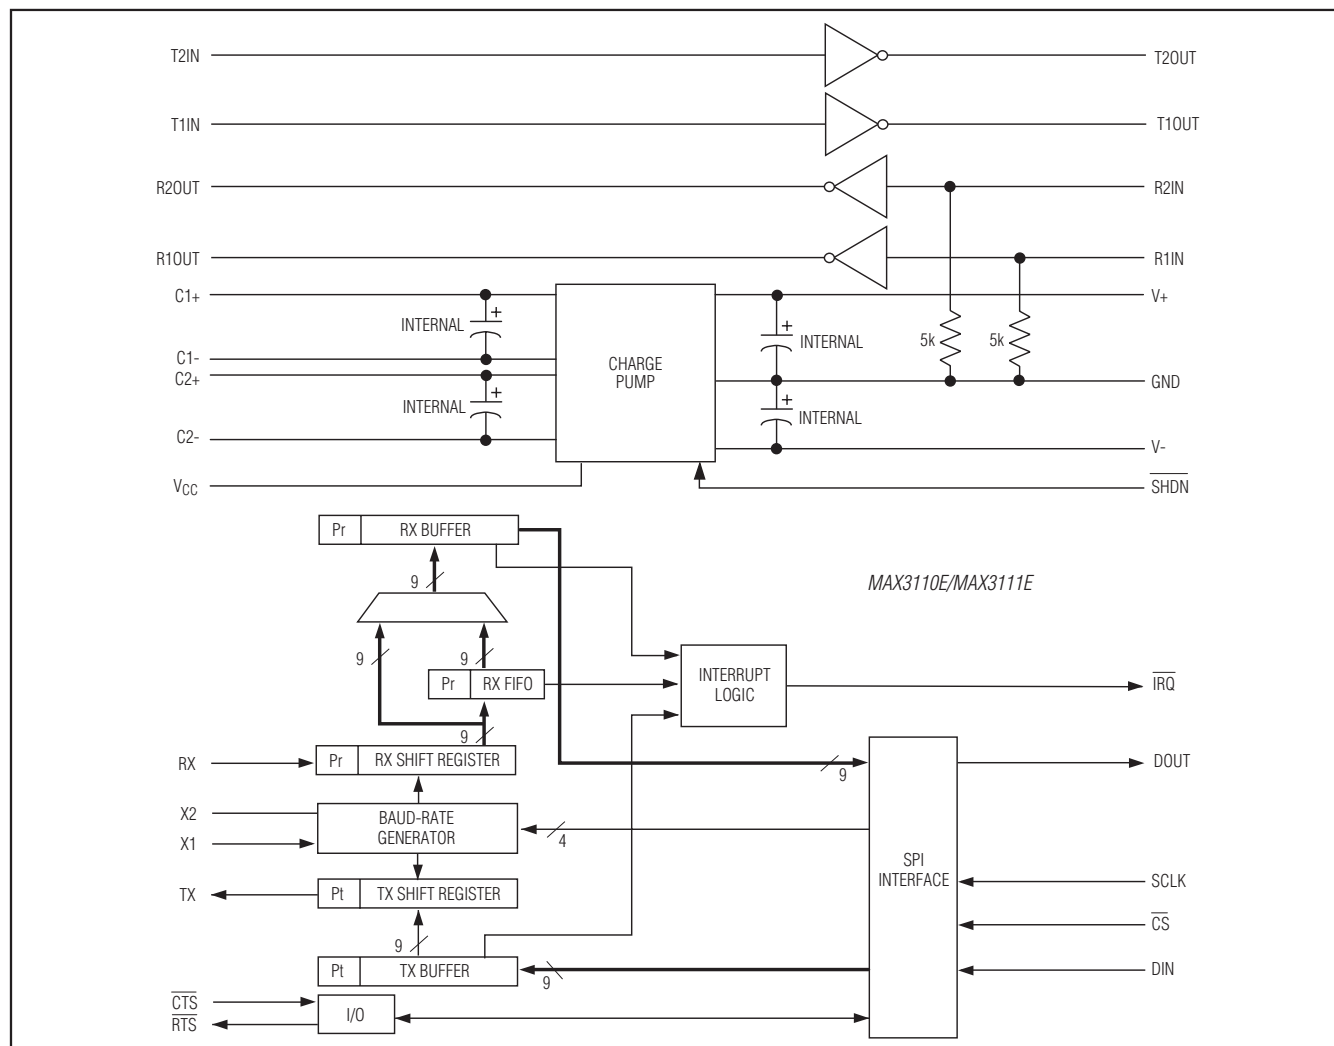 T2IN
T2OUT
T1IN
T1OUT
R2OUT
R2IN
R1OUT
R1IN
C1+
V+
+
INTERNAL
+
INTERNAL
5k
5k
C1-
C2+
CHARGE
PUMP
GND
+
INTERNAL
+
INTERNAL
C2-
V-
VCC
SHDN
Pr
RX BUFFER
9
MAX3110E/MAX3111E
9
9
Pr
RX FIFO
INTERRUPT
LOGIC
IRQ
9
RX
Pr
RX SHIFT REGISTER
9
DOUT
X2
X1
BAUD-RATE
GENERATOR
4
SPI
INTERFACE
TX
Pt
TX SHIFT REGISTER
SCLK
9
CS
Pt
TX BUFFER
9
DIN
CTS
RTS
I/O